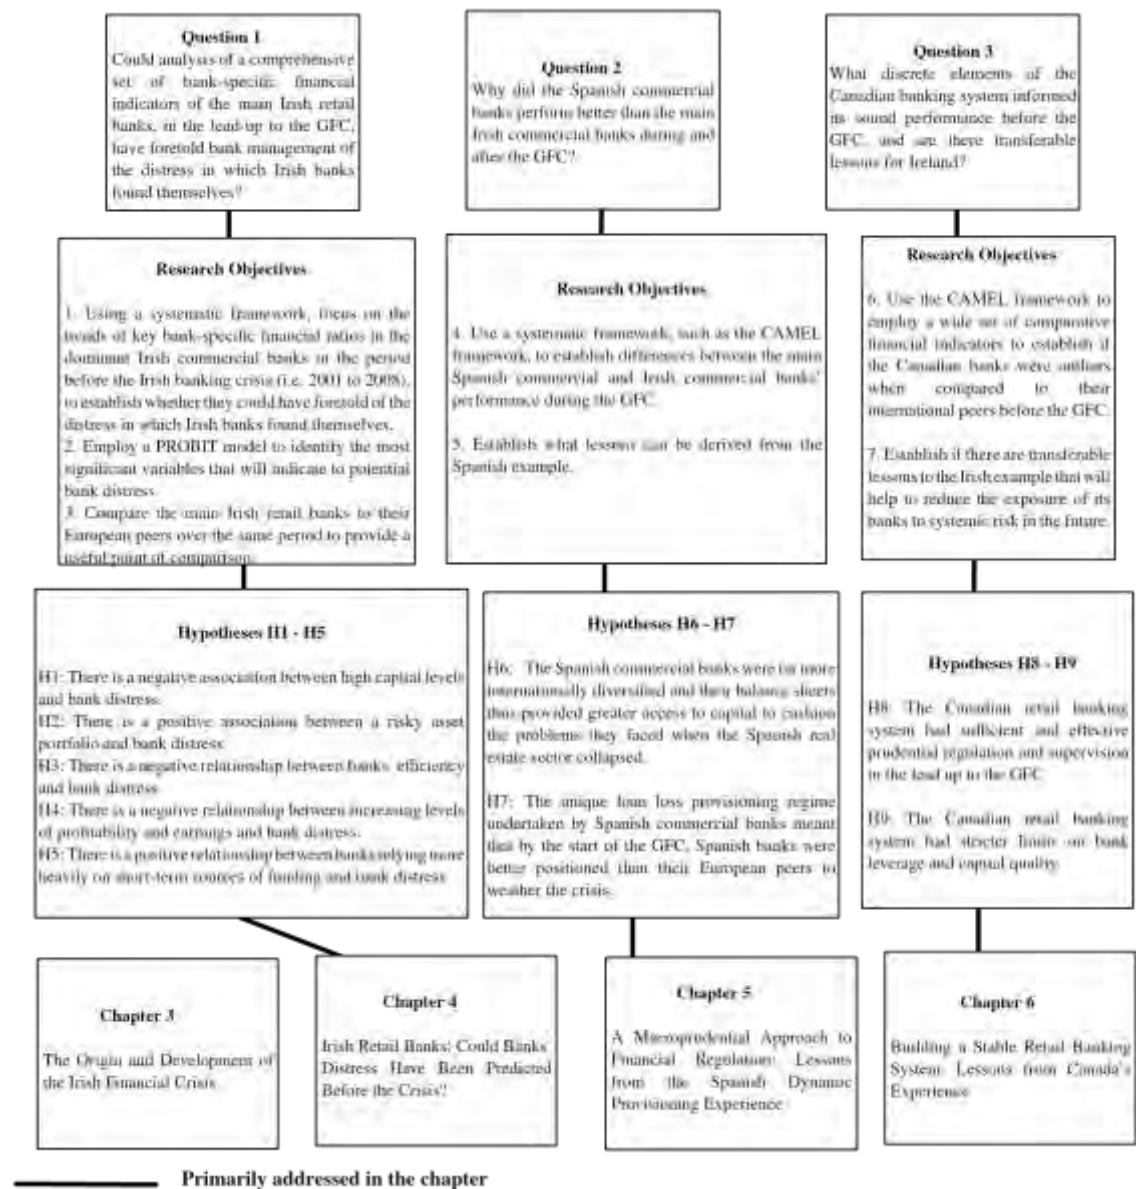 Question 1
Could analysis of a comprehensive
set of bank-specific financial
indicators of the main Irish retail
banks, in the lead-up to the GFC,
have foretold bank management of
the distress in which Irish banks
found themselves?
Question 2
Why did the Spanish commercial
banks perform better than the main
Irish commercial banks during and
after the GFC?
Question 3
What discrete elements of the
Canadian banking system informed
its sound performance before the
GFC, and are there transferable
lessons for Ireland?
Research Objectives
1. Using a systematic framework, focus on the
trends of key bank-specific financial ratios in the
dominant Irish commercial banks in the period
before the Irish banking crisis (i.e. 2001 to 2008),
to establish whether they could have foretold of the
distress in which Irish banks found themselves.
2. Employ a PROBIT model to identify the most
significant variables that will indicate to potential
bank distress.
3. Compare the main Irish retail banks to their
European peers over the same period to provide a
useful point of comparison.
Research Objectives
4. Use a systematic framework, such as the CAMEL
framework, to establish differences between the main
Spanish commercial and Irish commercial banks'
performance during the GFC.
5. Establish what lessons can be derived from the
Spanish example.
Research Objectives
6. Use the CAMEL framework to
employ a wide set of comparative
financial indicators to establish if
the Canadian banks were outliers
when compared to their
international peers before the GFC.
7. Establish if there are transferable
lessons to the Irish example that will
help to reduce the exposure of its
banks to systemic risk in the future.
Hypotheses H1 - H5
H1: There is a negative association between high capital levels
and bank distress.
H2: There is a positive association between a risky asset
portfolio and bank distress
H3: There is a negative relationship between banks' efficiency
and bank distress
H4: There is a negative relationship between increasing levels
of profitability and earnings and bank distress.
H5: There is a positive relationship between banks relying more
heavily on short-term sources of funding and bank distress
Hypotheses H6 - H7
H6: The Spanish commercial banks were far more
internationally diversified and their balance sheets
thus provided greater access to capital to cushion
the problems they faced when the Spanish real
estate sector collapsed.
H7: The unique loan loss provisioning regime
undertaken by Spanish commercial banks meant
that by the start of the GFC, Spanish banks were
better positioned than their European peers to
weather the crisis.
Hypotheses H8 - H9
H8: The Canadian retail banking
system had sufficient and effective
prudential regulation and supervision
in the lead up to the GFC
H9: The Canadian retail banking
system had stricter limits on bank
leverage and capital quality
Chapter 3
The Origin and Development of
the Irish Financial Crisis
Chapter 4
Irish Retail Banks: Could Banks
Distress Have Been Predicted
Before the Crisis?
Chapter 5
A Macroprudential Approach to
Financial Regulation: Lessons
from the Spanish Dynamic
Provisioning Experience
Chapter 6
Building a Stable Retail Banking
System: Lessons from Canada's
Experience
Primarily addressed in the chapter